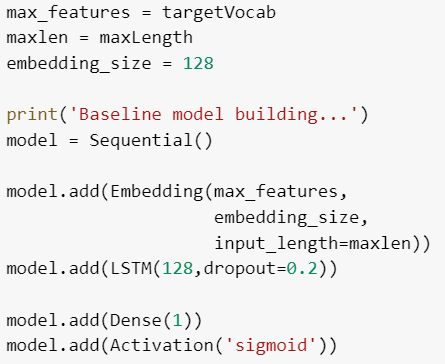 max_features = targetVocab
maxlen = maxLength
embedding_size = 128
print('Baseline model building...')
model = Sequential()
model.add(Embedding(max_features,
embedding_size,
input_length=maxlen))
model.add(LSTM(128,dropout=0.2))
model.add(Dense(1))
model.add(Activation('sigmoid'))